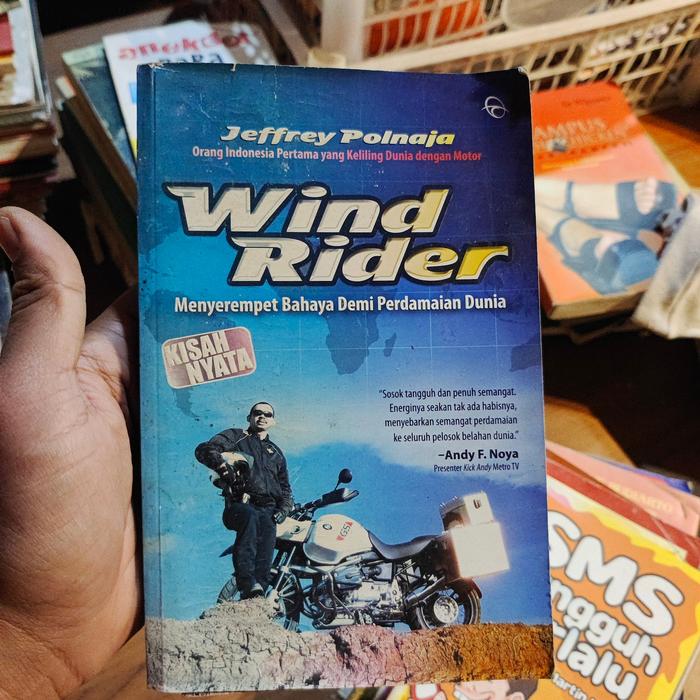 Jeffrey Polnaja
Orang Indonesia Pertama yang Keliling Dunia dengan Motor
Wind
Rider
Menyerempet Bahaya Demi Perdamaian Dunia
KISAH
NYATA
"Sosok tangguh dan penuh semangat.
Energinya seakan tak ada habisnya,
menyebarkan semangat perdamaian
ke seluruh pelosok belahan dunia."
–Andy F. Noya
Presenter Kick Andy Metro TV
GS
SMS